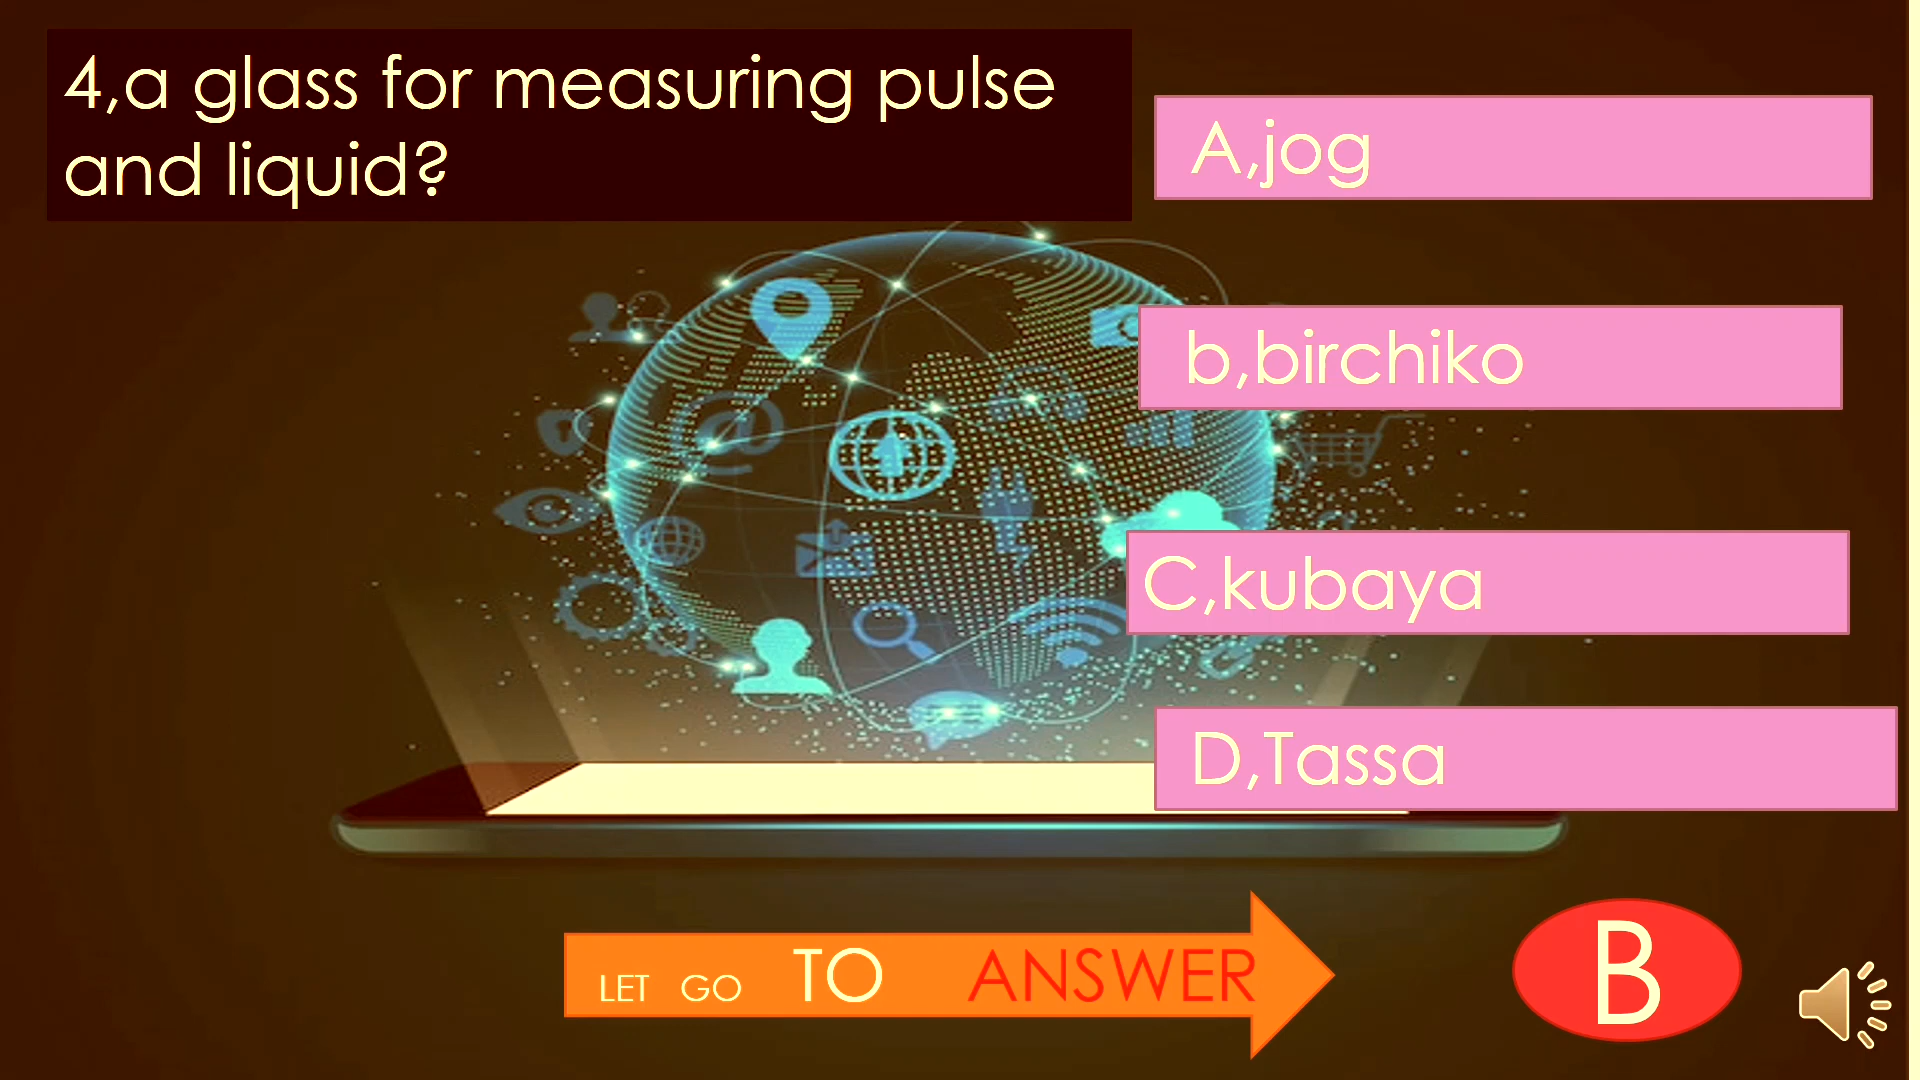 4,a glass for measuring pulse
and liquid?
A,jog
b,birchiko
C,kubaya
D,Tassa
LET GO TO ANSWER
B